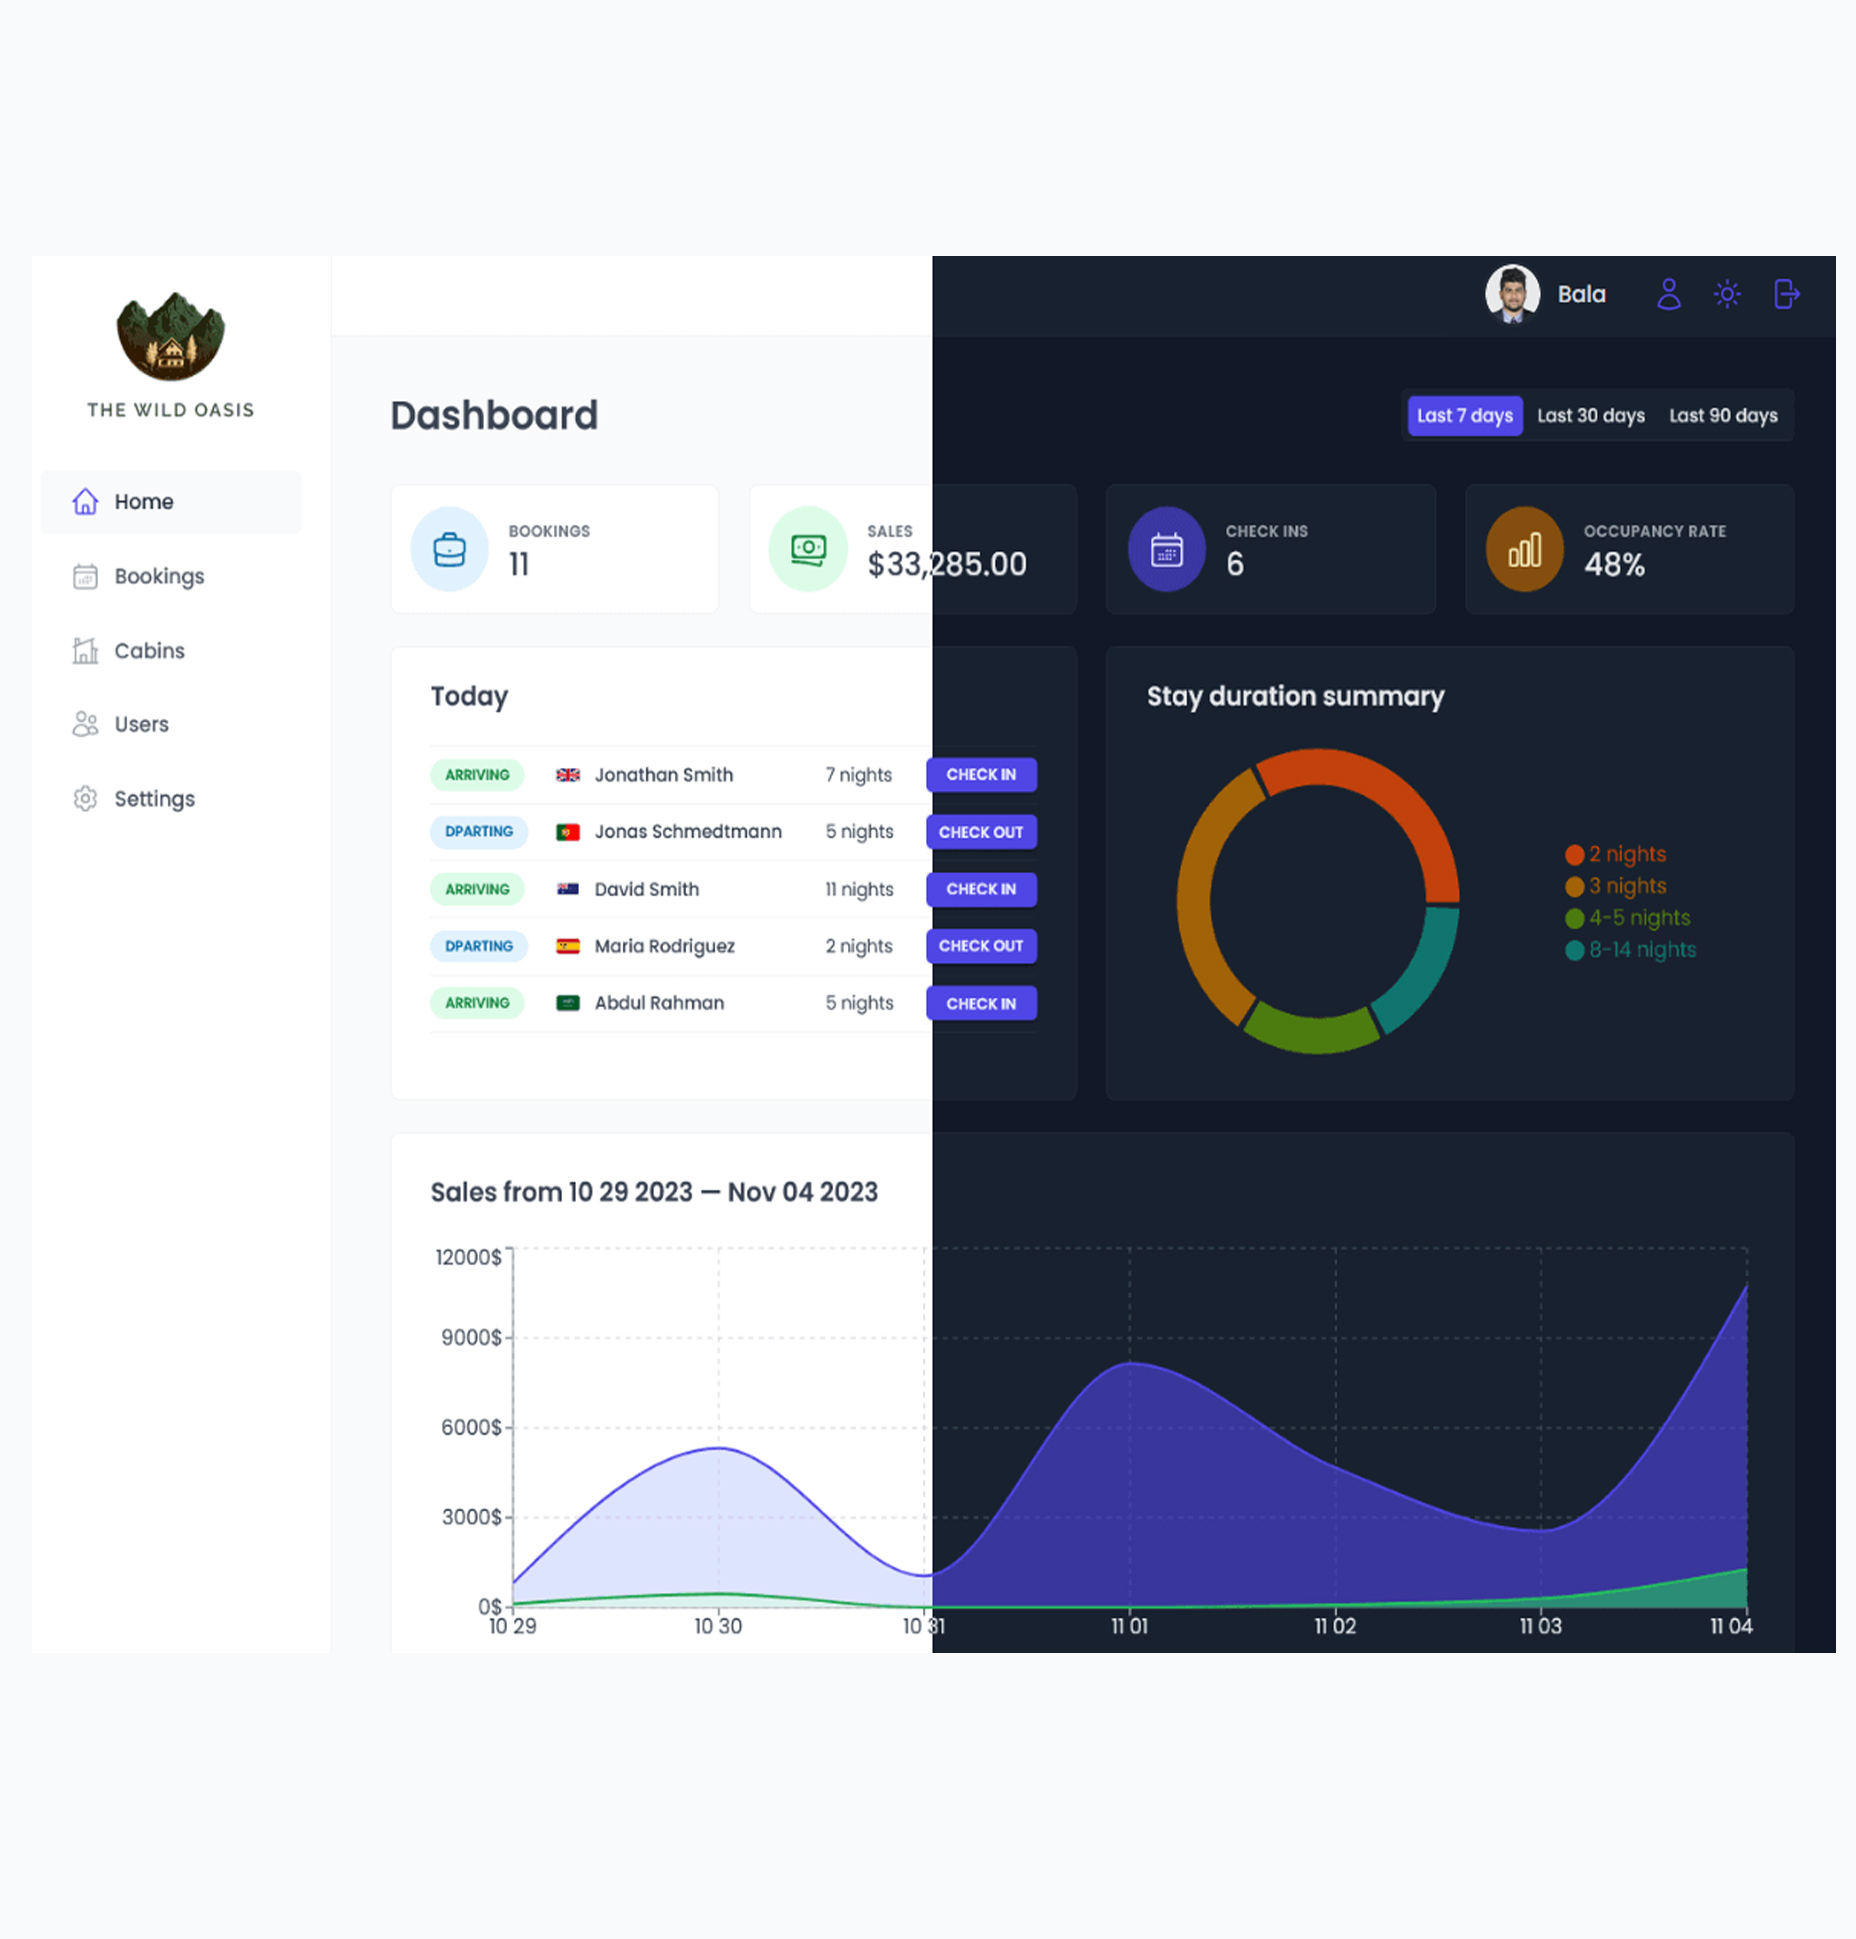 THE WILD OASIS
Home
Bookings
Cabins
Users
Settings
Bala
Dashboard
Last 7 days Last 30 days Last 90 days
BOOKINGS
11
SALES
$33,285.00
CHECK INS
6
OCCUPANCY RATE
48%
Today
ARRIVING Jonathan Smith 7 nights CHECK IN
DPARTING Jonas Schmedtmann 5 nights CHECK OUT
ARRIVING David Smith 11 nights CHECK IN
DPARTING Maria Rodriguez 2 nights CHECK OUT
ARRIVING Abdul Rahman 5 nights CHECK IN
Stay duration summary
2 nights
3 nights
4-5 nights
8-14 nights
Sales from 10 29 2023 — Nov 04 2023
12000$
9000$
6000$
3000$
0$
10 29 10 30 10 31 11 01 11 02 11 03 11 04